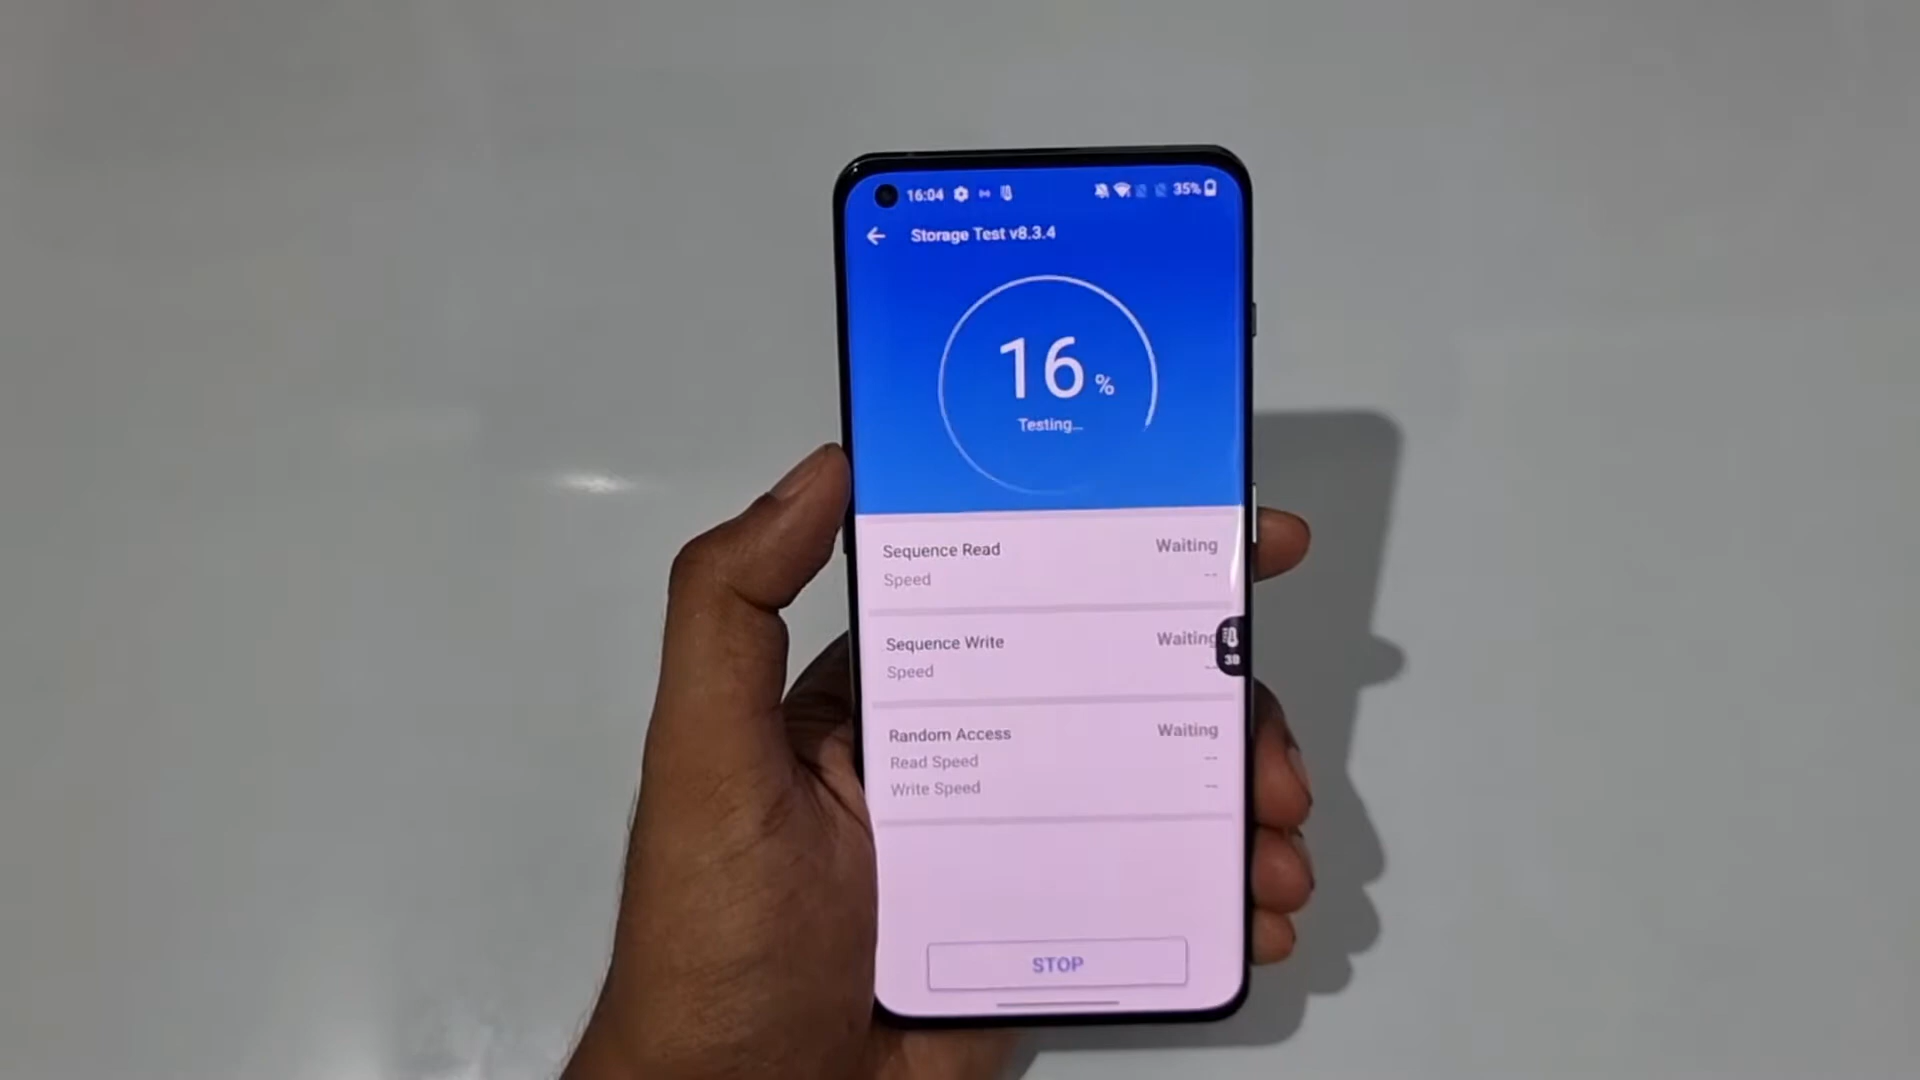 16:04 35%
Storage Test v8.3.4
16 %
Testing...
Sequence Read Waiting
Speed --
Sequence Write Waiting
Speed --
38
Random Access Waiting
Read Speed --
Write Speed --
STOP